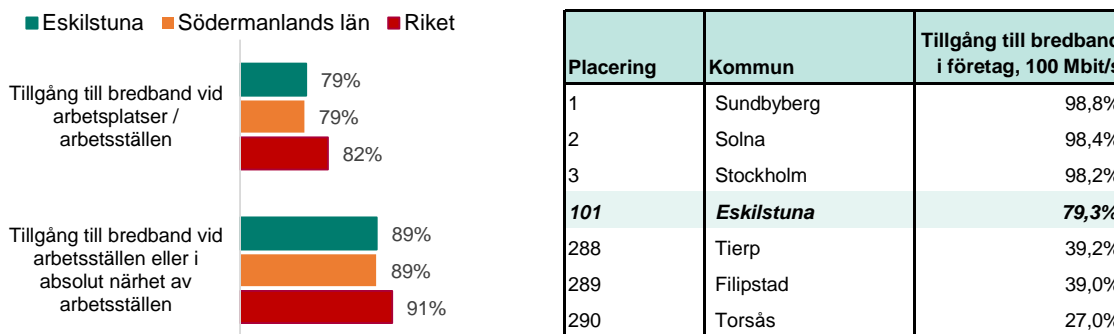 Eskilstuna Södermanlands län Riket
Tillgång till bredband vid
arbetsplatser /
arbetsställen
79%
79%
82%
Tillgång till bredband vid
arbetsställen eller i
absolut närhet av
arbetsställen
89%
89%
91%
Placering Kommun Tillgång till bredband
i företag, 100 Mbit/s
1 Sundbyberg 98,8%
2 Solna 98,4%
3 Stockholm 98,2%
101 Eskilstuna 79,3%
288 Tierp 39,2%
289 Filipstad 39,0%
290 Torsås 27,0%